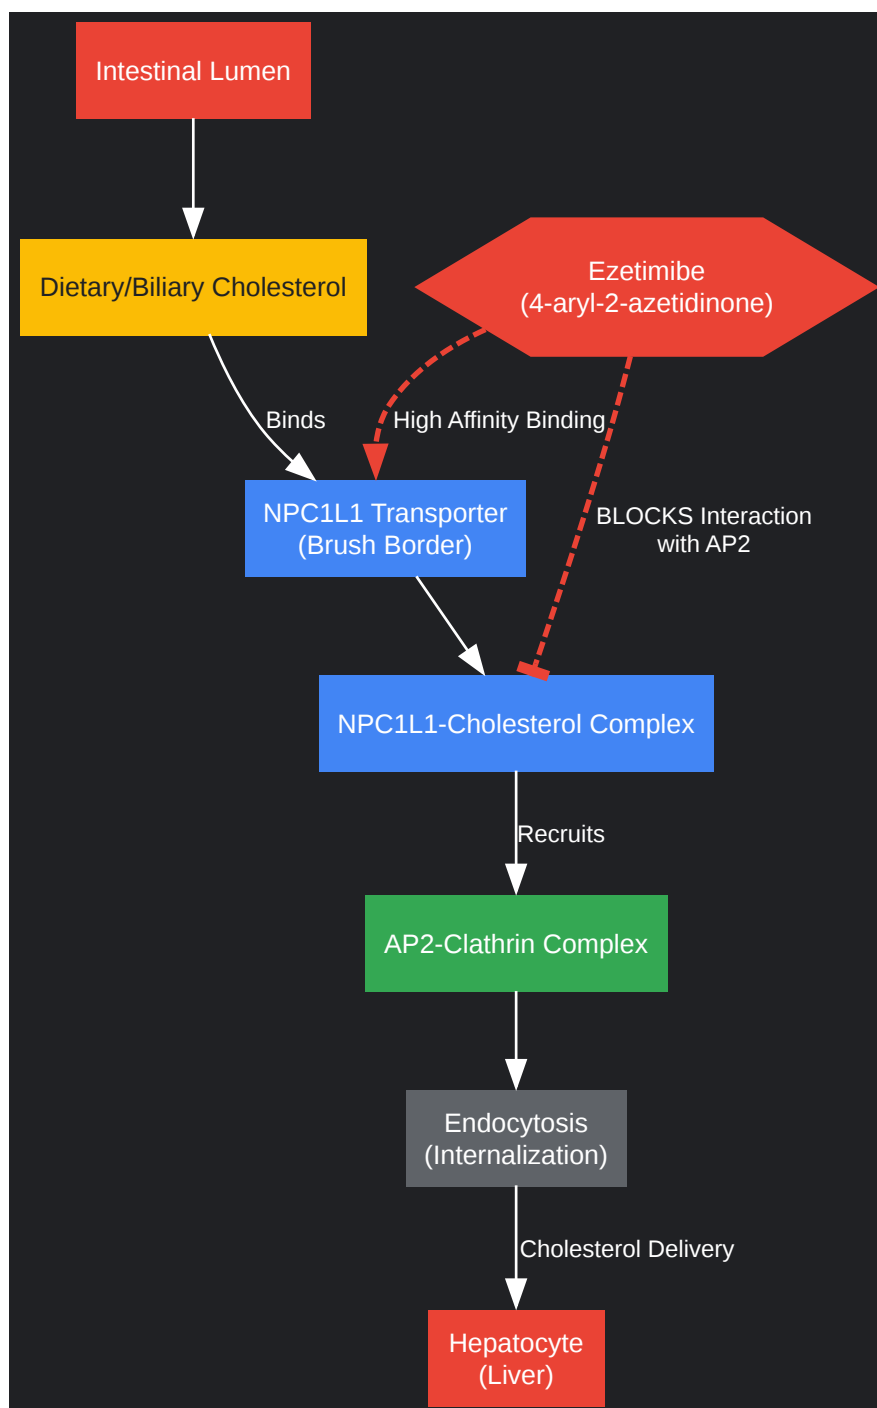 Intestinal Lumen
Dietary/Biliary Cholesterol
Ezetimibe
(4-aryl-2-azetidinone)
Binds
High Affinity Binding
NPC1L1 Transporter
(Brush Border)
BLOCKS Interaction
with AP2
NPC1L1-Cholesterol Complex
Recruits
AP2-Clathrin Complex
Endocytosis
(Internalization)
Cholesterol Delivery
Hepatocyte
(Liver)